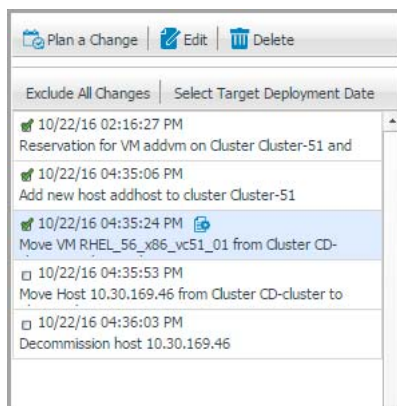 Plan a Change Edit Delete
Exclude All Changes Select Target Deployment Date
10/22/16 02:16:27 PM
Reservation for VM addvm on Cluster Cluster-51 and
10/22/16 04:35:06 PM
Add new host addhost to cluster Cluster-51
10/22/16 04:35:24 PM
Move VM RHEL_56_x86_vc51_01 from Cluster CD-
10/22/16 04:35:53 PM
Move Host 10.30.169.46 from Cluster CD-cluster to
10/22/16 04:36:03 PM
Decommission host 10.30.169.46